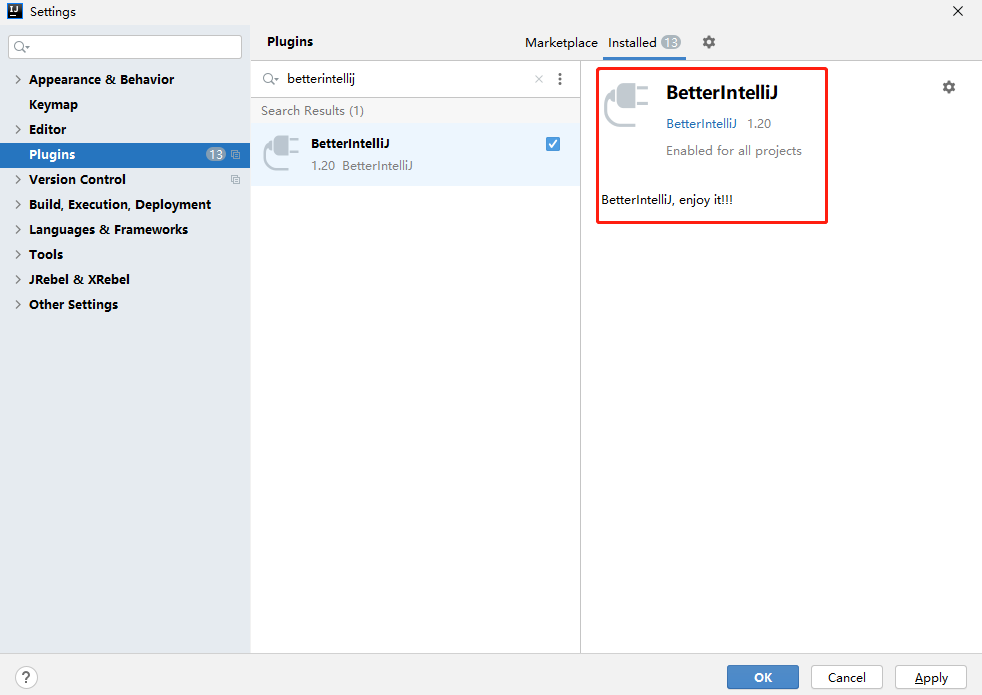 Settings
Plugins
Marketplace
Installed 13
betterintellij
Search Results (1)
BetterIntelliJ
1.20 BetterIntelliJ
Appearance & Behavior
Keymap
Editor
Plugins 13
Version Control
Build, Execution, Deployment
Languages & Frameworks
Tools
JRebel & XRebel
Other Settings
BetterIntelliJ
BetterIntelliJ 1.20
Enabled for all projects
BetterIntelliJ, enjoy it!!!
?
OK
Cancel
Apply